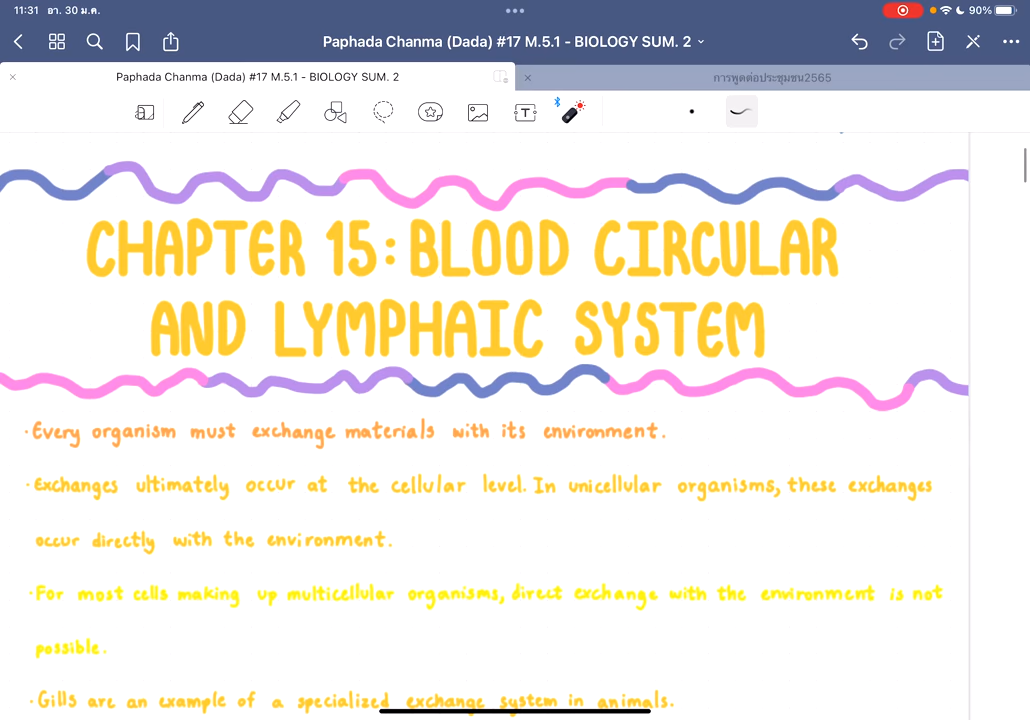 11:31 อา. 30 ม.ค.
90%
Paphada Chanma (Dada) #17 M.5.1 - BIOLOGY SUM. 2
Paphada Chanma (Dada) #17 M.5.1 - BIOLOGY SUM. 2
การพูดต่อประชุมชน2565
T
CHAPTER 15: BLOOD CIRCULAR
AND LYMPHAIC SYSTEM
· Every organism must exchange materials with its environment.
· Exchanges ultimately occur at the cellular level. In unicellular organisms, these exchanges
occur directly with the environment.
· For most cells making up multicellular organisms, direct exchange with the environment is not
possible.
· Gills are an example of a specialized exchange system in animals.